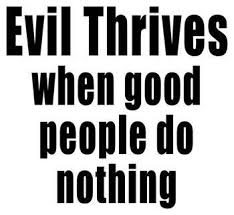 Evil Thrives
when good
people do
nothing